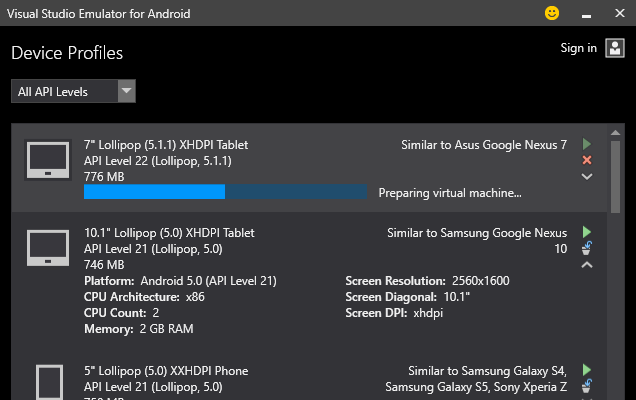 Visual Studio Emulator for Android
Device Profiles
Sign in
All API Levels
7" Lollipop (5.1.1) XHDPI Tablet
Similar to Asus Google Nexus 7
API Level 22 (Lollipop, 5.1.1)
776 MB
Preparing virtual machine...
10.1" Lollipop (5.0) XHDPI Tablet
Similar to Samsung Google Nexus
10
API Level 21 (Lollipop, 5.0)
746 MB
Platform: Android 5.0 (API Level 21)
Screen Resolution: 2560x1600
CPU Architecture: x86
Screen Diagonal: 10.1"
CPU Count: 2
Screen DPI: xhdpi
Memory: 2 GB RAM
5" Lollipop (5.0) XXHDPI Phone
Similar to Samsung Galaxy S4,
API Level 21 (Lollipop, 5.0)
Samsung Galaxy S5, Sony Xperia Z